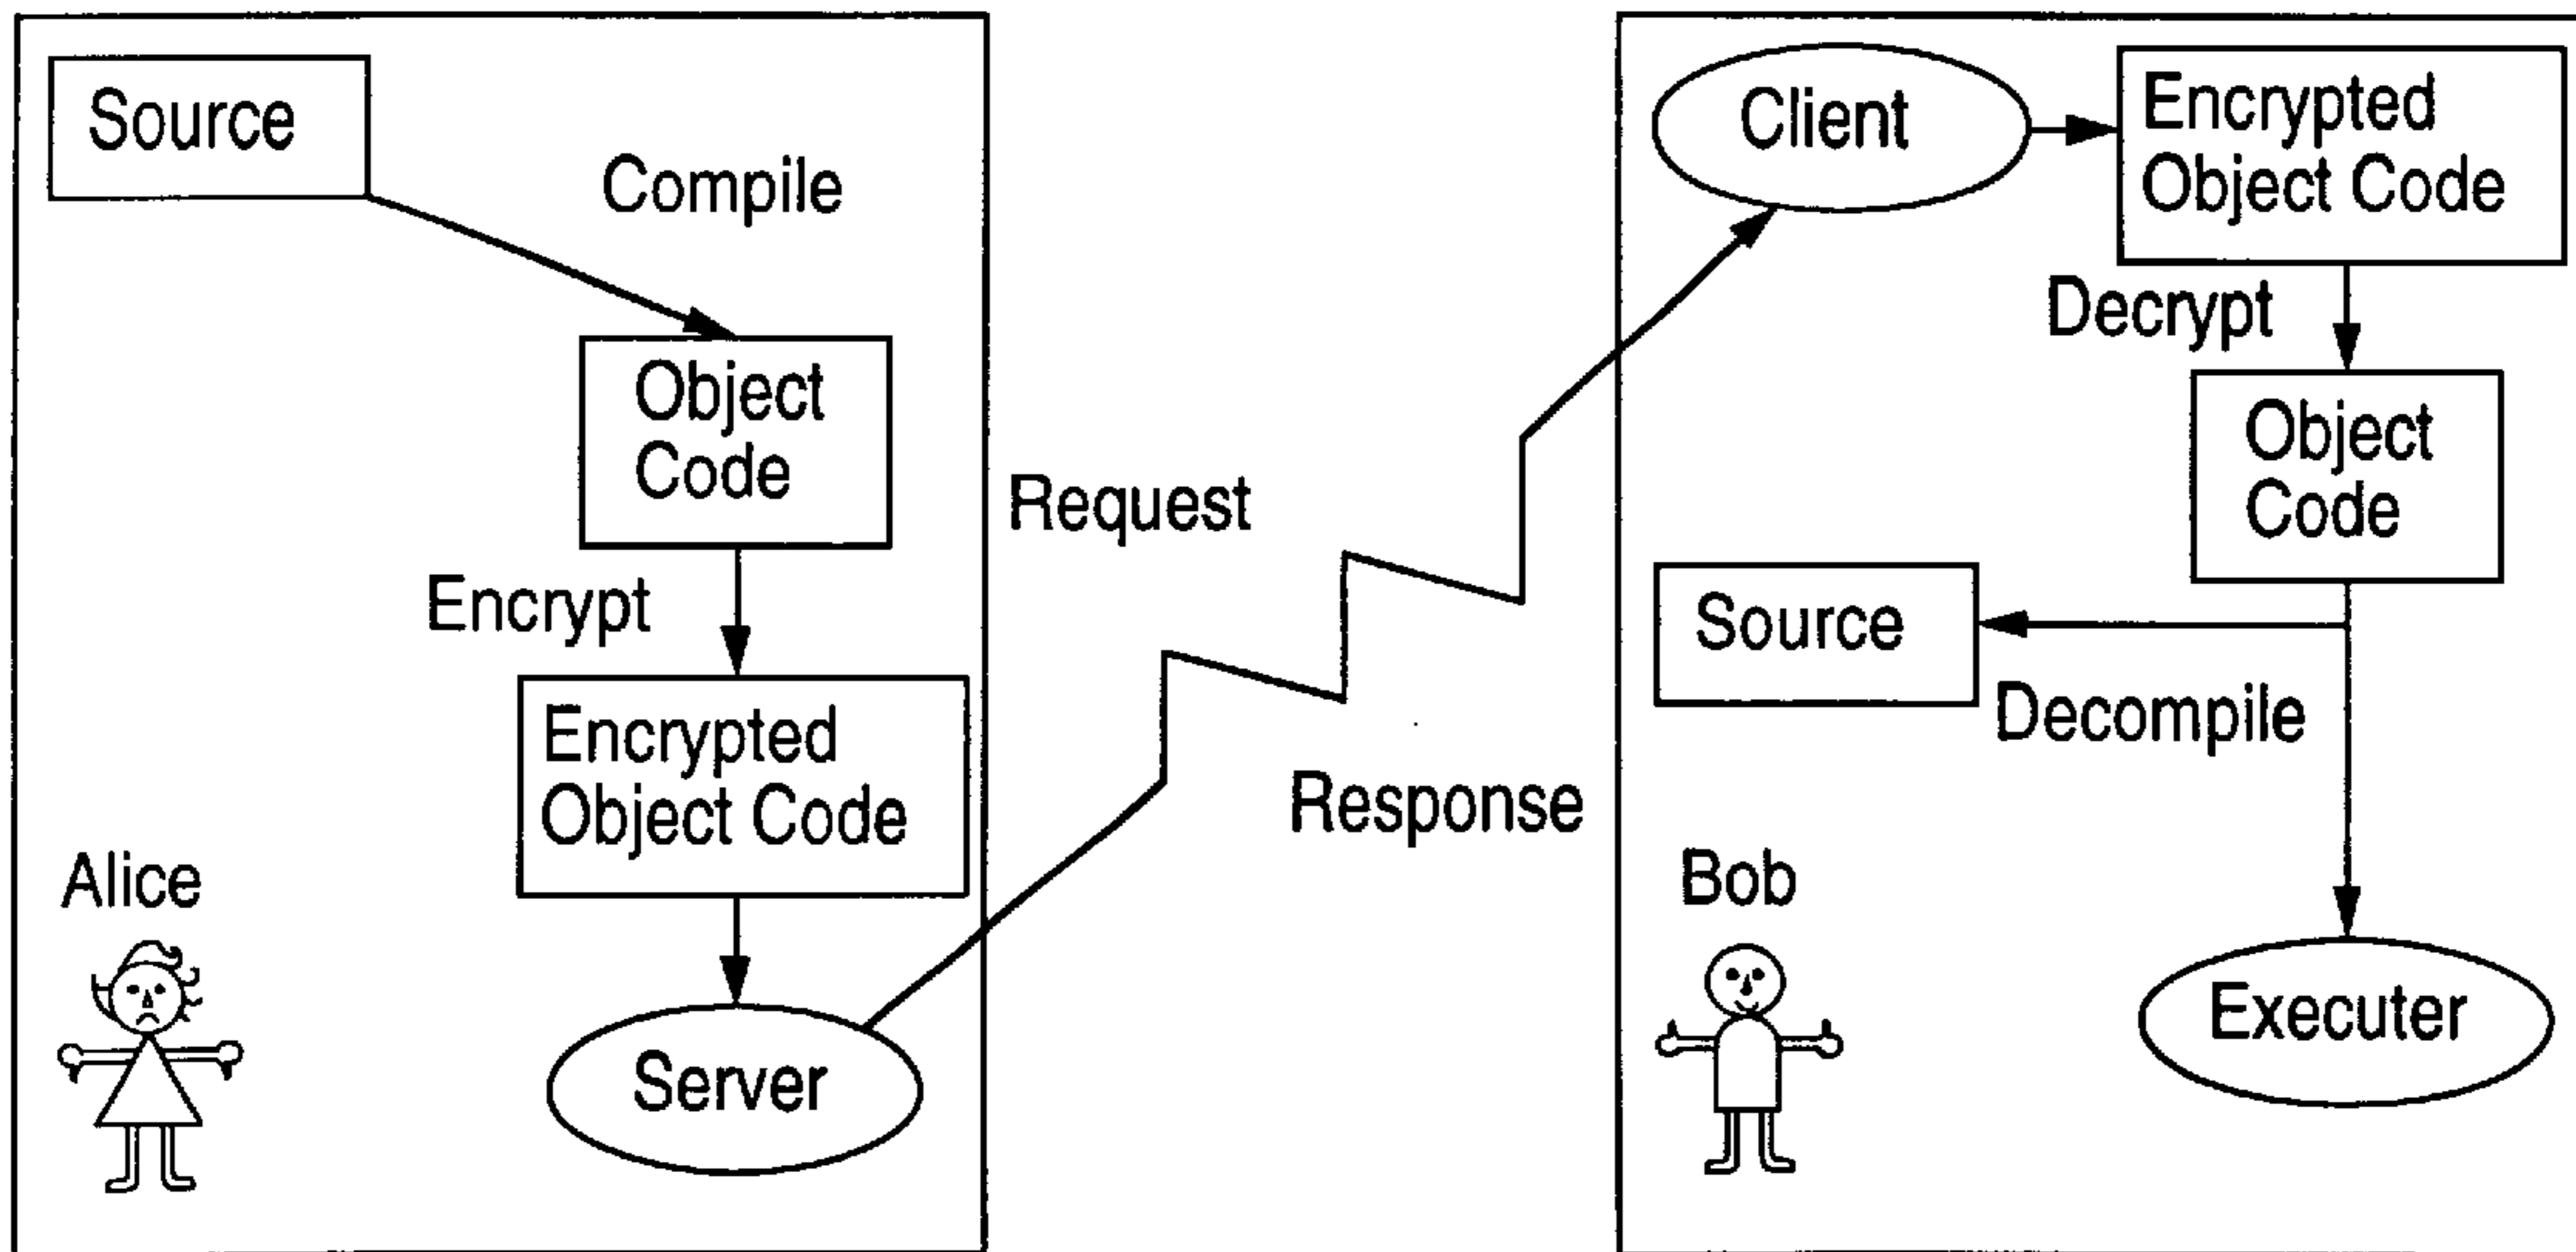 Source
Compile
Object
Code
Encrypt
Encrypted
Object Code
Alice
Server
Request
Response
Client
Encrypted
Object Code
Decrypt
Object
Code
Source
Decompile
Bob
Executer